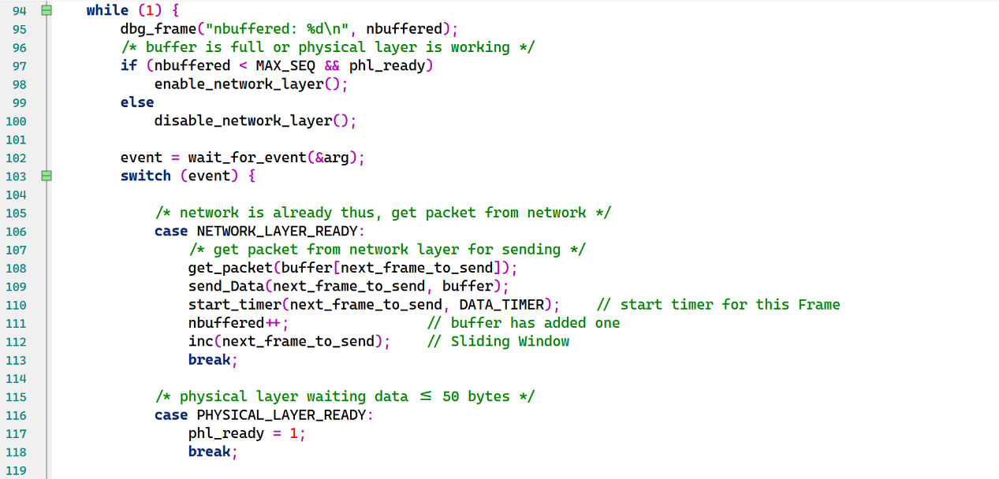 94 while (1) {
95 dbg_frame("nbuffered: %d\n", nbuffered);
96 /* buffer is full or physical layer is working */
97 if (nbuffered < MAX_SEQ && phl_ready)
98 enable_network_layer();
99 else
100 disable_network_layer();
101
102 event = wait_for_event(&arg);
103 switch (event) {
104
105 /* network is already thus, get packet from network */
106 case NETWORK_LAYER_READY:
107 /* get packet from network layer for sending */
108 get_packet(buffer[next_frame_to_send]);
109 send_Data(next_frame_to_send, buffer);
110 start_timer(next_frame_to_send, DATA_TIMER); // start timer for this Frame
111 nbuffered++; // buffer has added one
112 inc(next_frame_to_send); // Sliding Window
113 break;
114
115 /* physical layer waiting data ≤ 50 bytes */
116 case PHYSICAL_LAYER_READY:
117 phl_ready = 1;
118 break;
119